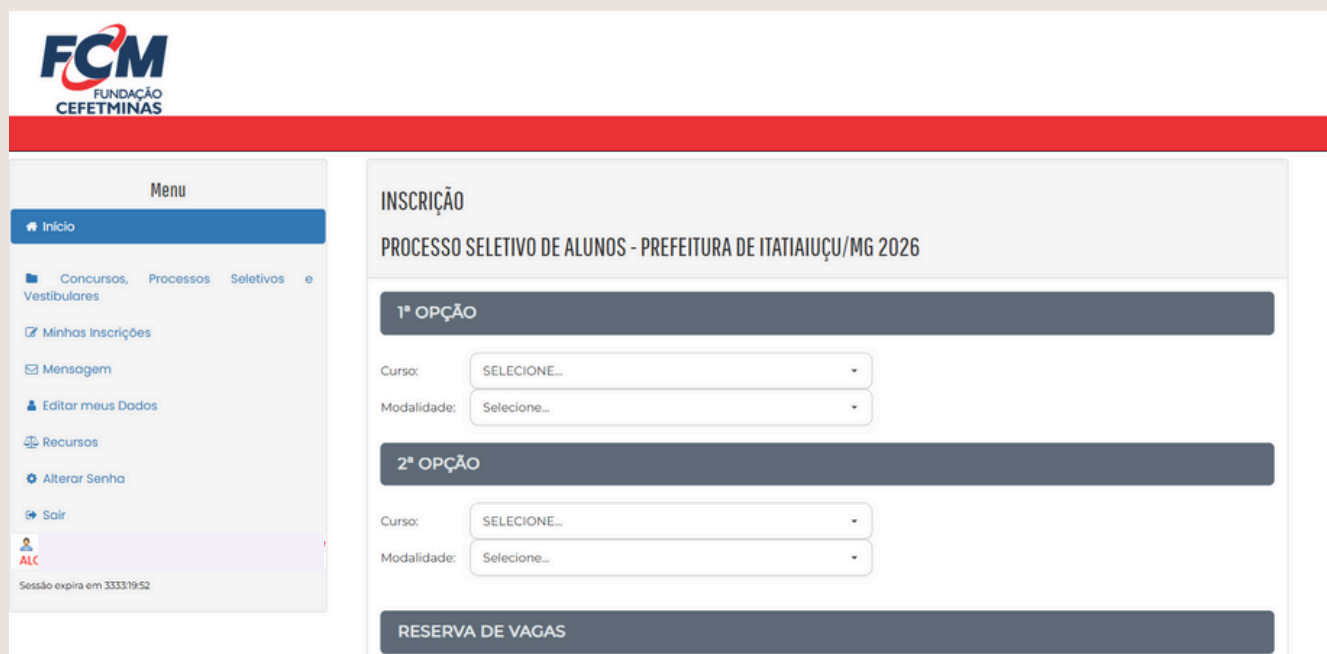 FCM
FUNDAÇÃO
CEFETMINAS
Menu
Início
Concursos, Processos Seletivos e
Vestibulares
Minhas Inscrições
Mensagem
Editar meus Dados
Recursos
Alterar Senha
Sair
Sessão expira em 3333:19:52
INSCRIÇÃO
PROCESSO SELETIVO DE ALUNOS - PREFEITURA DE ITATIAIUÇU/MG 2026
1ª OPÇÃO
Curso: SELECIONE...
Modalidade: Selecione...
2ª OPÇÃO
Curso: SELECIONE...
Modalidade: Selecione...
RESERVA DE VAGAS